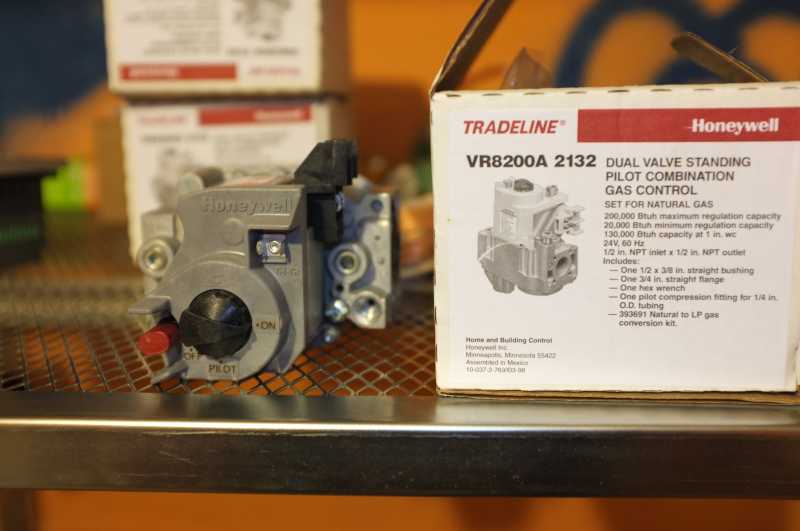 TRADELINE® Honeywell
VR8200A 2132 DUAL VALVE STANDING
PILOT COMBINATION
GAS CONTROL
SET FOR NATURAL GAS
200,000 Btuh maximum regulation capacity
20,000 Btuh minimum regulation capacity
130,000 Btuh capacity at 1 in. wc
24V, 60 Hz
1/2 in. NPT inlet x 1/2 in. NPT outlet
Includes:
— One 1/2 x 3/8 in. straight bushing
— One 3/4 in. straight flange
— One hex wrench
— One pilot compression fitting for 1/4 in.
O.D. tubing
— 393691 Natural to LP gas
conversion kit.
Home and Building Control
Honeywell Inc.
Minneapolis, Minnesota 55422
Assembled in Mexico
Honeywell
ON
OFF
PILOT